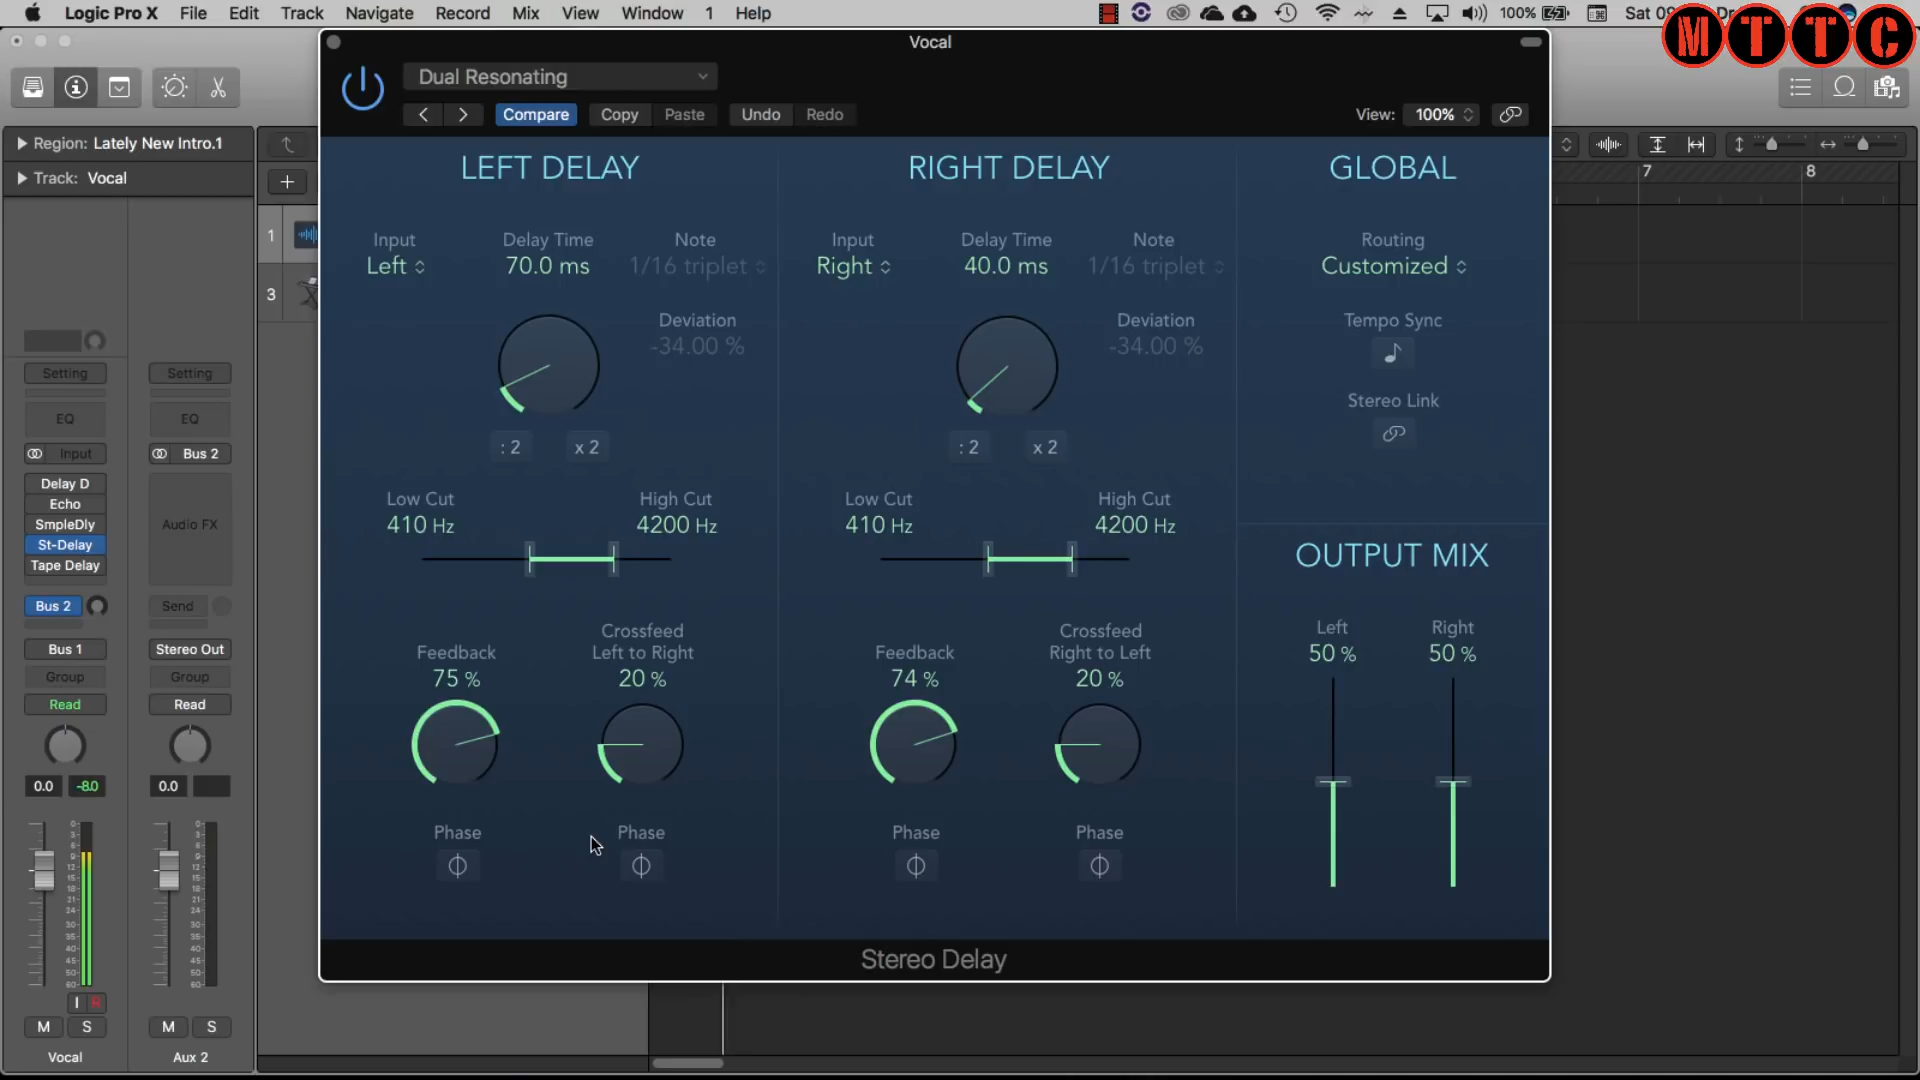 Logic Pro X File Edit Track Navigate Record Mix View Window 1 Help
100% Sat 09
MTTC
Vocal
Dual Resonating
Compare Copy Paste Undo Redo
View: 100%
Region: Lately New Intro.1
Track: Vocal
7 8
1
3
LEFT DELAY
Input
Left
Delay Time
70.0 ms
Note
1/16 triplet
Deviation
-34.00 %
: 2 x 2
Low Cut
410 Hz
High Cut
4200 Hz
Feedback
75 %
Crossfeed
Left to Right
20 %
Phase Phase
RIGHT DELAY
Input
Right
Delay Time
40.0 ms
Note
1/16 triplet
Deviation
-34.00 %
: 2 x 2
Low Cut
410 Hz
High Cut
4200 Hz
Feedback
74 %
Crossfeed
Right to Left
20 %
Phase Phase
GLOBAL
Routing
Customized
Tempo Sync
Stereo Link
OUTPUT MIX
Left
50 %
Right
50 %
Stereo Delay
Setting Setting
EQ EQ
Input Bus 2
Delay D
Echo
SmpleDly
St-Delay
Tape Delay
Audio FX
Bus 2 Send
Bus 1 Stereo Out
Group Group
Read Read
0.0 -8.0 0.0
I R
M S M S
Vocal Aux 2